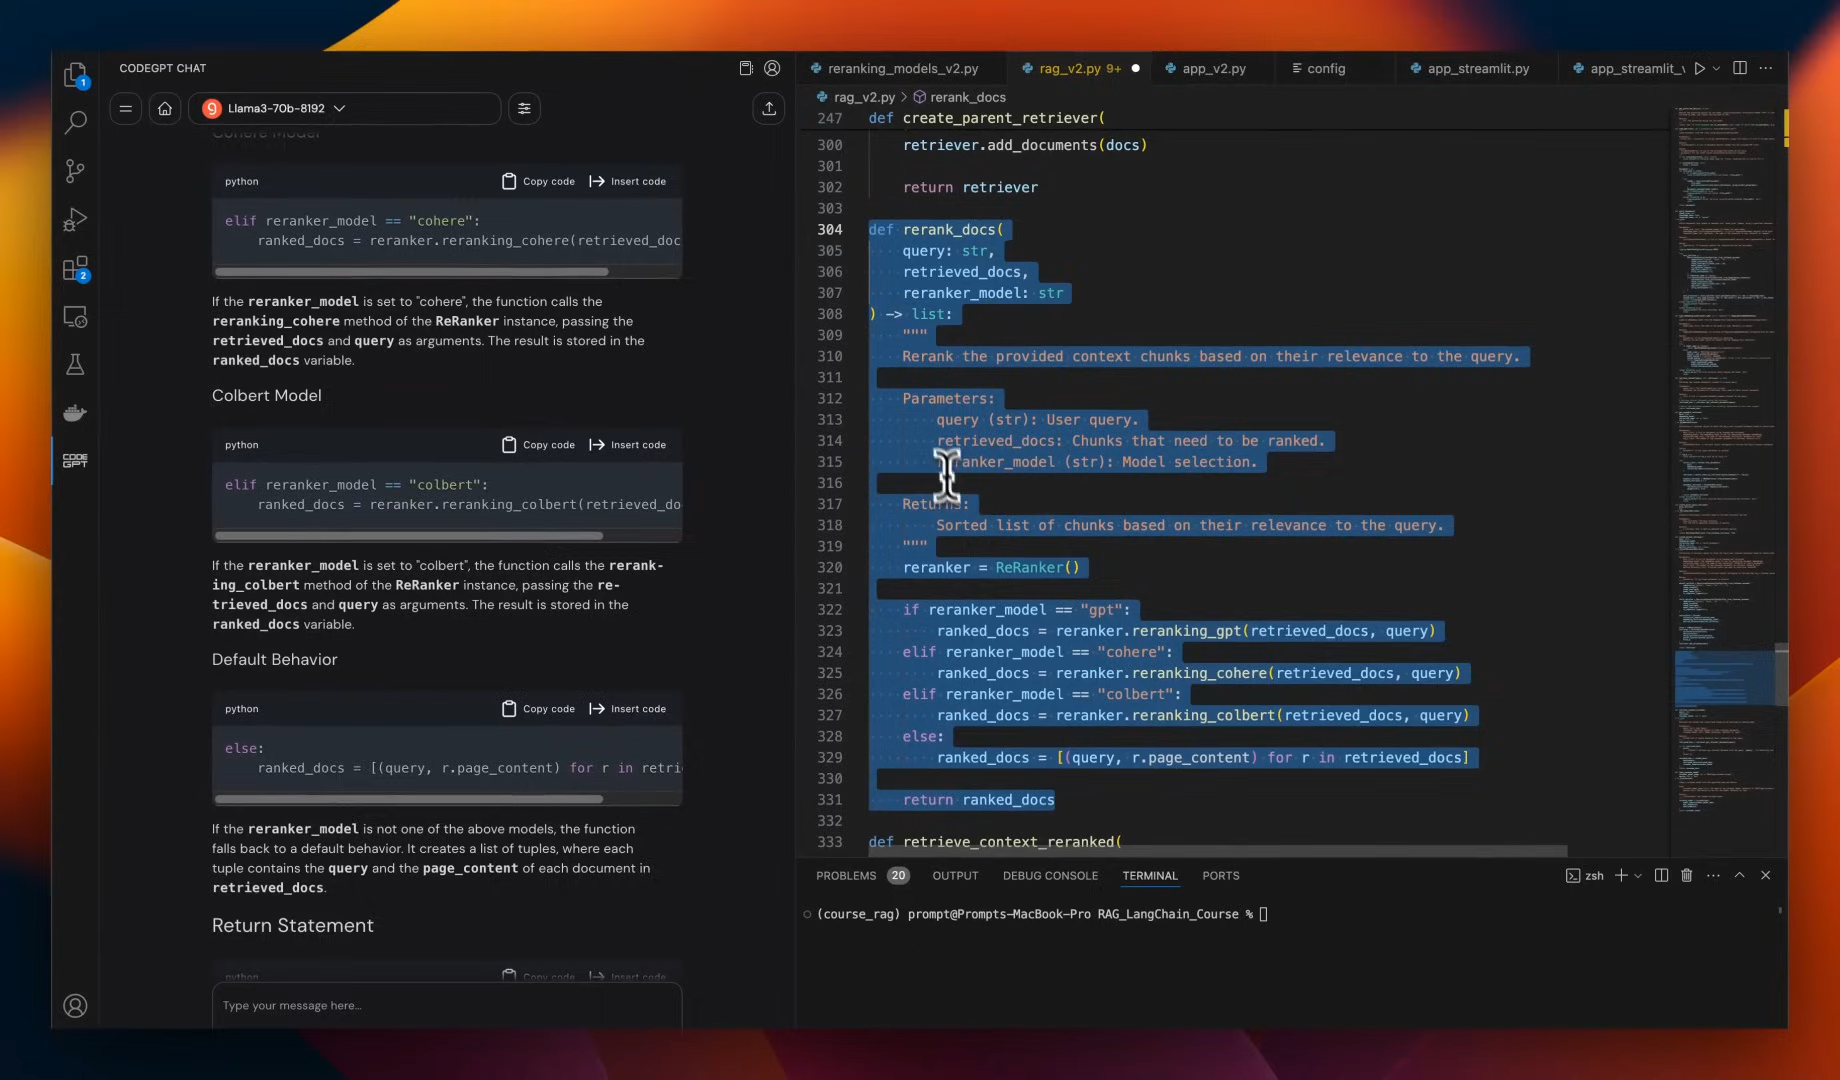 CODEGPT CHAT
Llama3-70b-8192
Cohere Model
python
Copy code
Insert code
elif reranker_model == "cohere":
ranked_docs = reranker.reranking_cohere(retrieved_doc
If the reranker_model is set to "cohere", the function calls the
reranking_cohere method of the ReRanker instance, passing the
retrieved_docs and query as arguments. The result is stored in the
ranked_docs variable.
Colbert Model
python
Copy code
Insert code
elif reranker_model == "colbert":
ranked_docs = reranker.reranking_colbert(retrieved_do
If the reranker_model is set to "colbert", the function calls the rerank-
ing_colbert method of the ReRanker instance, passing the re-
trieved_docs and query as arguments. The result is stored in the
ranked_docs variable.
Default Behavior
python
Copy code
Insert code
else:
ranked_docs = [(query, r.page_content) for r in retri
If the reranker_model is not one of the above models, the function
falls back to a default behavior. It creates a list of tuples, where each
tuple contains the query and the page_content of each document in
retrieved_docs.
Return Statement
python
Copy code
Insert code
Type your message here...
1
2
CODE
GPT
reranking_models_v2.py
rag_v2.py 9+
app_v2.py
config
app_streamlit.py
app_streamlit_v
rag_v2.py > rerank_docs
247 def create_parent_retriever(
300 retriever.add_documents(docs)
301
302 return retriever
303
304 def rerank_docs(
305 query: str,
306 retrieved_docs,
307 reranker_model: str
308 ) -> list:
309 """
310 Rerank the provided context chunks based on their relevance to the query.
311
312 Parameters:
313 query (str): User query.
314 retrieved_docs: Chunks that need to be ranked.
315 ranker_model (str): Model selection.
316
317 Returns:
318 Sorted list of chunks based on their relevance to the query.
319 """
320 reranker = ReRanker()
321
322 if reranker_model == "gpt":
323 ranked_docs = reranker.reranking_gpt(retrieved_docs, query)
324 elif reranker_model == "cohere":
325 ranked_docs = reranker.reranking_cohere(retrieved_docs, query)
326 elif reranker_model == "colbert":
327 ranked_docs = reranker.reranking_colbert(retrieved_docs, query)
328 else:
329 ranked_docs = [(query, r.page_content) for r in retrieved_docs]
330
331 return ranked_docs
332
333 def retrieve_context_reranked(
PROBLEMS 20 OUTPUT DEBUG CONSOLE TERMINAL PORTS
zsh
(course_rag) prompt@Prompts-MacBook-Pro RAG_LangChain_Course %